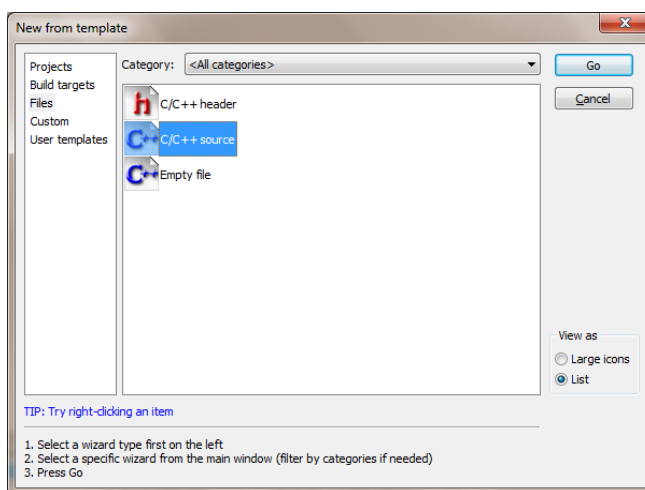 New from template
Projects
Build targets
Files
Custom
User templates
Category: <All categories>
h C/C++ header
C++ C/C++ source
C++ Empty file
Go
Cancel
View as
Large icons
List
TIP: Try right-clicking an item
1. Select a wizard type first on the left
2. Select a specific wizard from the main window (filter by categories if needed)
3. Press Go